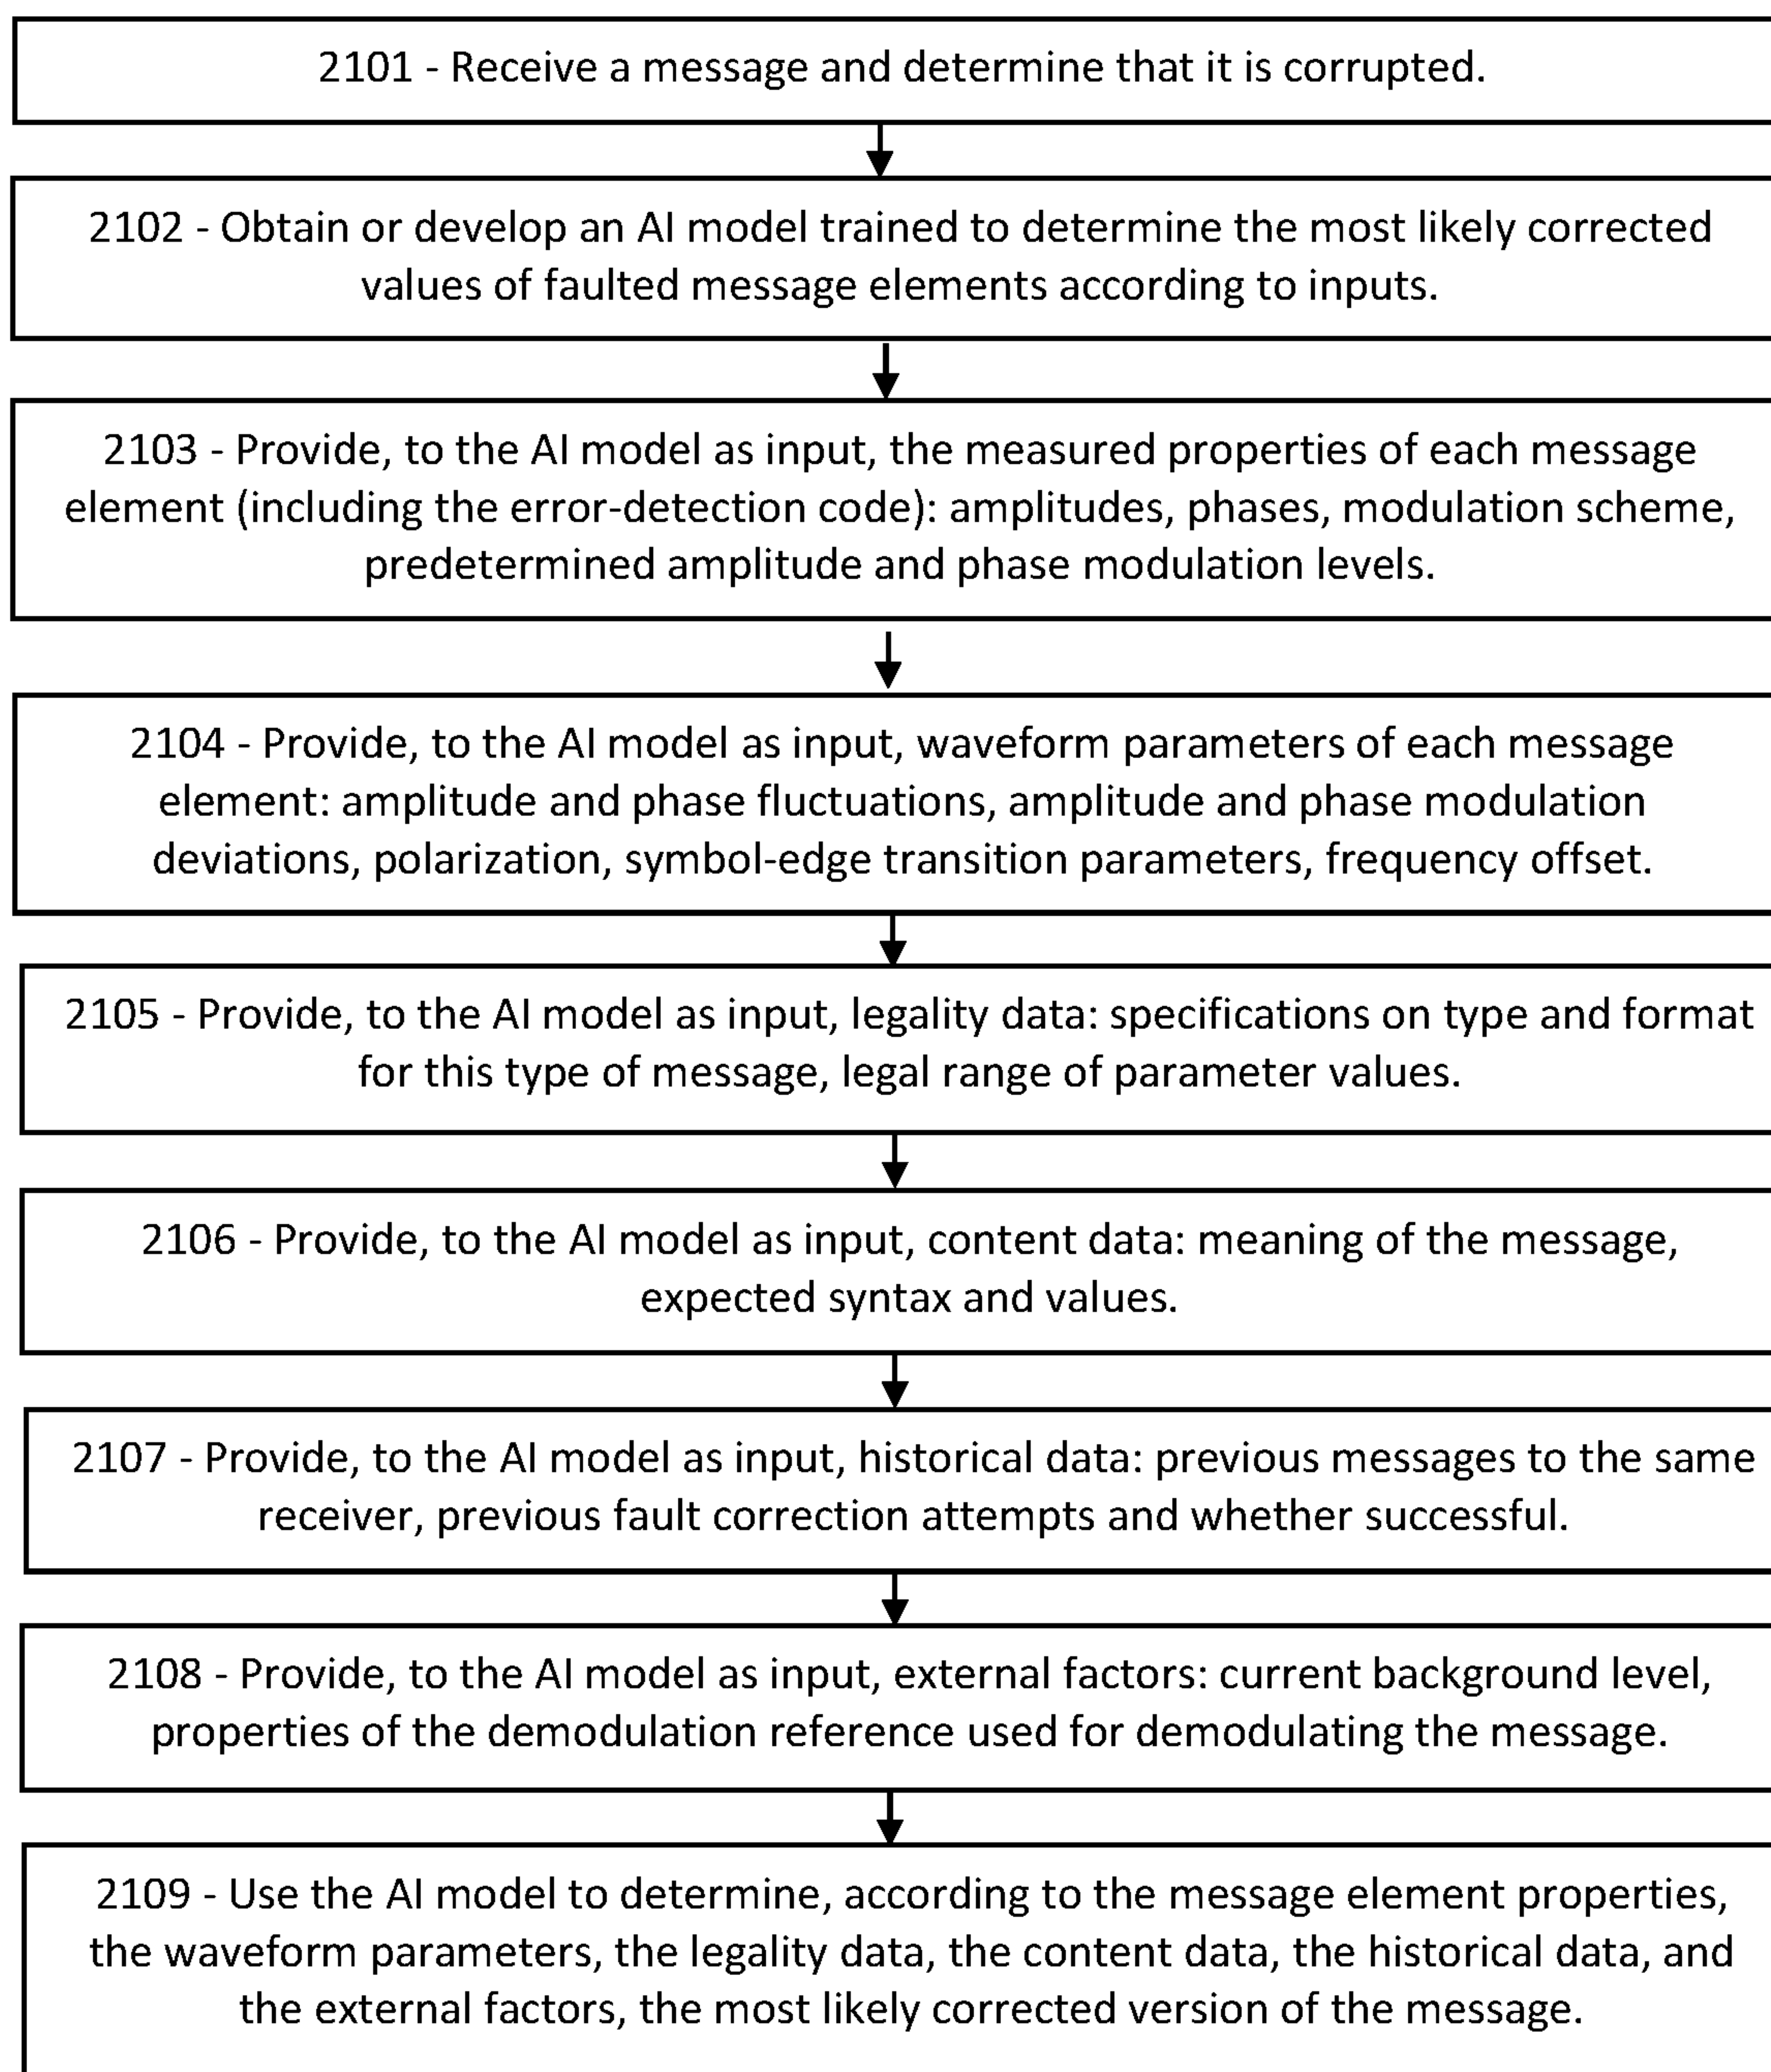 2101 - Receive a message and determine that it is corrupted.
2102 - Obtain or develop an AI model trained to determine the most likely corrected
values of faulted message elements according to inputs.
2103 - Provide, to the AI model as input, the measured properties of each message
element (including the error-detection code): amplitudes, phases, modulation scheme,
predetermined amplitude and phase modulation levels.
2104 - Provide, to the AI model as input, waveform parameters of each message
element: amplitude and phase fluctuations, amplitude and phase modulation
deviations, polarization, symbol-edge transition parameters, frequency offset.
2105 - Provide, to the AI model as input, legality data: specifications on type and format
for this type of message, legal range of parameter values.
2106 - Provide, to the AI model as input, content data: meaning of the message,
expected syntax and values.
2107 - Provide, to the AI model as input, historical data: previous messages to the same
receiver, previous fault correction attempts and whether successful.
2108 - Provide, to the AI model as input, external factors: current background level,
properties of the demodulation reference used for demodulating the message.
2109 - Use the AI model to determine, according to the message element properties,
the waveform parameters, the legality data, the content data, the historical data, and
the external factors, the most likely corrected version of the message.